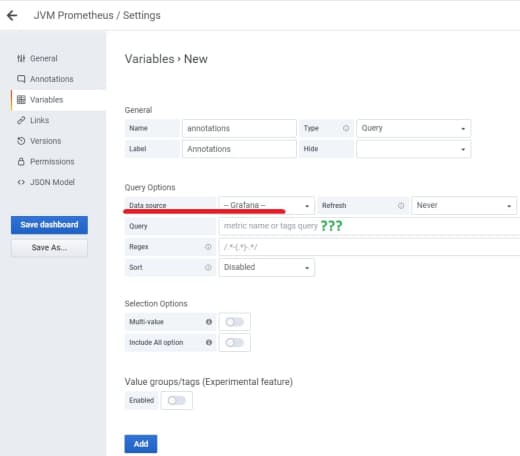 JVM Prometheus / Settings
General
Annotations
Variables
Links
Versions
Permissions
JSON Model
Save dashboard
Save As...
Variables › New
General
Name annotations Type Query
Label Annotations Hide
Query Options
Data source -- Grafana -- Refresh Never
Query metric name or tags query ???
Regex /.*-(.*)-.*/
Sort Disabled
Selection Options
Multi-value
Include All option
Value groups/tags (Experimental feature)
Enabled
Add